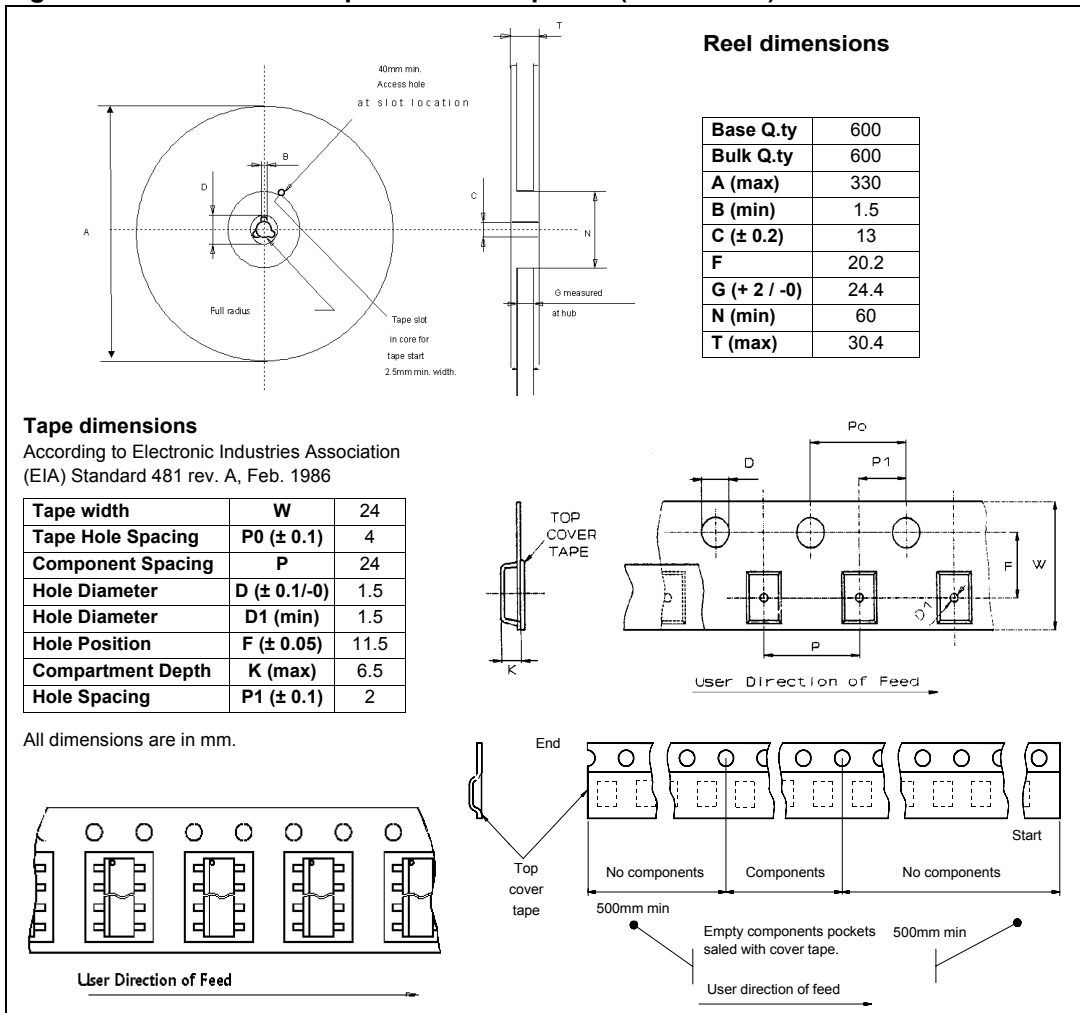 Reel dimensions
T
40mm min.
Access hole
at slot location
B
D
A
C
N
G measured
at hub
Full radius
Tape slot
in core for
tape start
2.5mm min. width.
Base Q.ty 600
Bulk Q.ty 600
A (max) 330
B (min) 1.5
C (± 0.2) 13
F 20.2
G (+ 2 / -0) 24.4
N (min) 60
T (max) 30.4
Tape dimensions
According to Electronic Industries Association
(EIA) Standard 481 rev. A, Feb. 1986
Tape width W 24
Tape Hole Spacing P0 (± 0.1) 4
Component Spacing P 24
Hole Diameter D (± 0.1/-0) 1.5
Hole Diameter D1 (min) 1.5
Hole Position F (± 0.05) 11.5
Compartment Depth K (max) 6.5
Hole Spacing P1 (± 0.1) 2
All dimensions are in mm.
TOP
COVER
TAPE
K
Po
D
P1
F
W
D1
P
User Direction of Feed
End
Start
Top
cover
tape
No components
Components
No components
500mm min
Empty components pockets
saled with cover tape.
500mm min
User direction of feed
User Direction of Feed